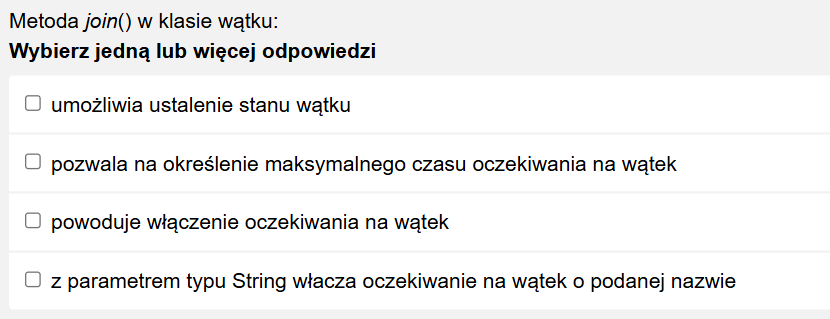 Metoda join() w klasie wątku:
Wybierz jedną lub więcej odpowiedzi
umożliwia ustalenie stanu wątku
pozwala na określenie maksymalnego czasu oczekiwania na wątek
powoduje włączenie oczekiwania na wątek
z parametrem typu String włacza oczekiwanie na wątek o podanej nazwie